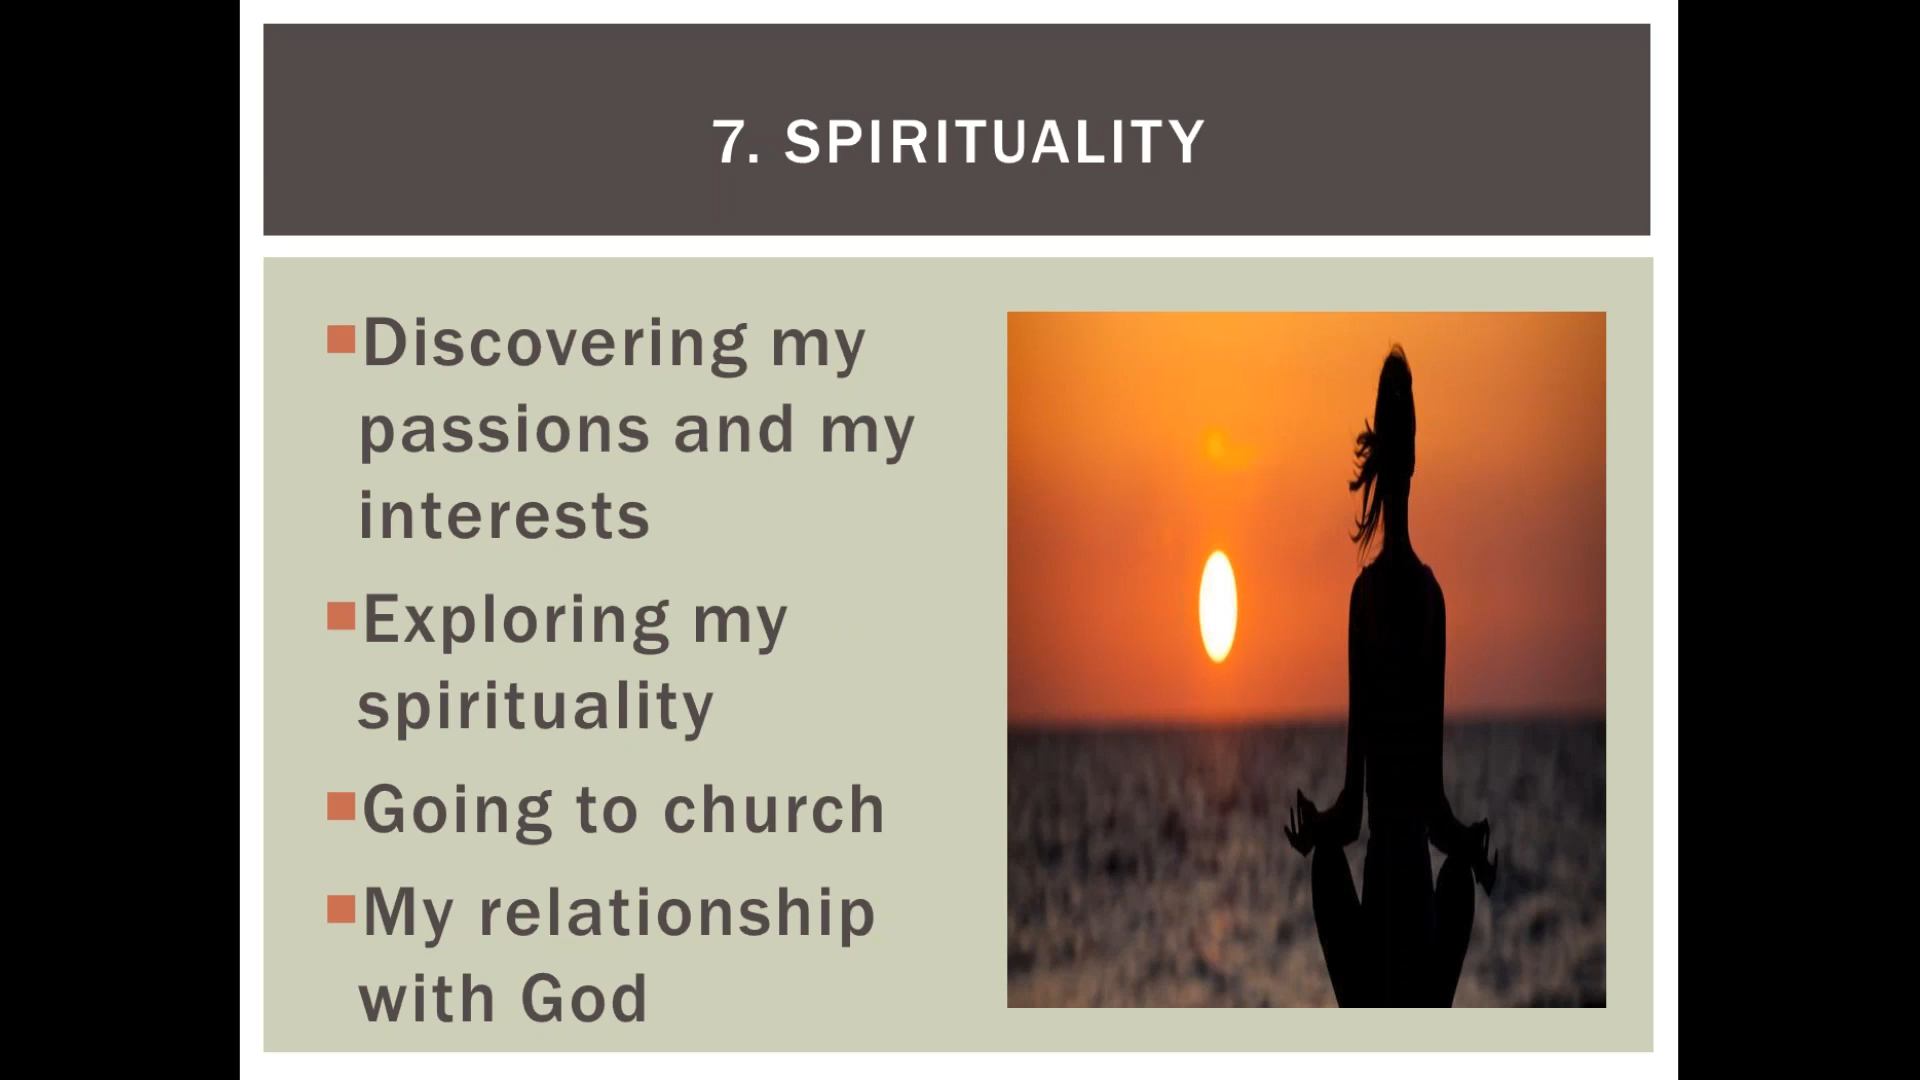 7. SPIRITUALITY
Discovering my
passions and my
interests
Exploring my
spirituality
Going to church
My relationship
with God